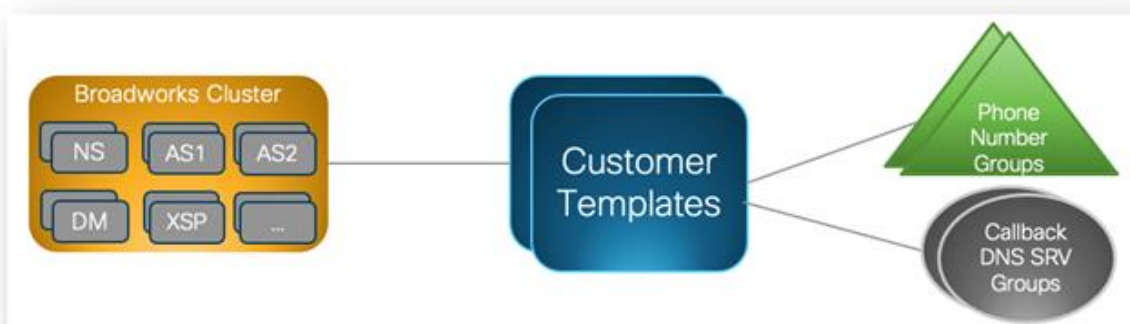 Broadworks Cluster
NS
AS1
AS2
DM
XSP
...
Customer
Templates
Phone
Number
Groups
Callback
DNS SRV
Groups